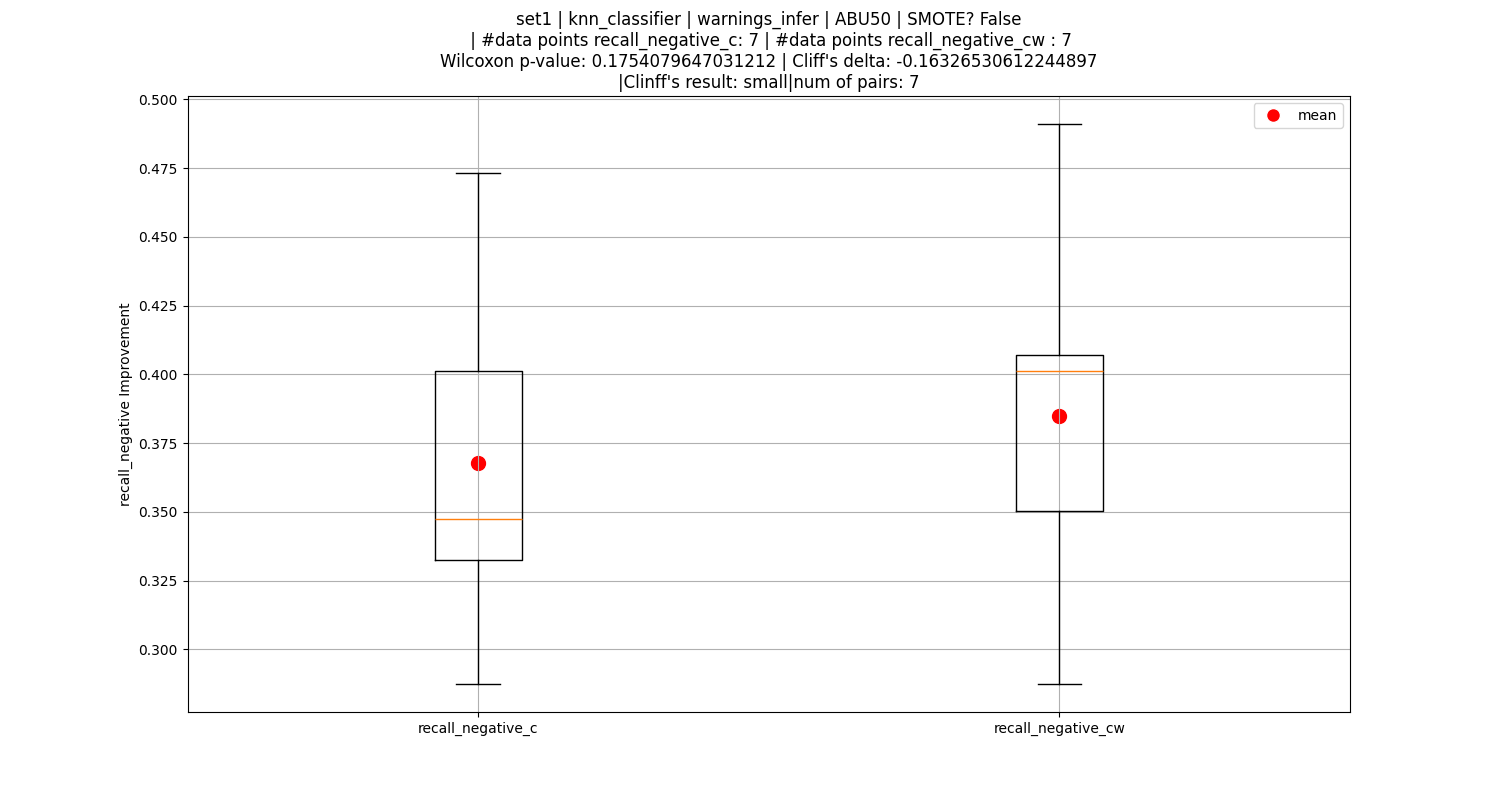 set1 | knn_classifier | warnings_infer | ABU50 | SMOTE? False
| #data points recall_negative_c: 7 | #data points recall_negative_cw : 7
Wilcoxon p-value: 0.1754079647031212 | Cliff's delta: -0.16326530612244897
|Clinff's result: small|num of pairs: 7
mean
recall_negative Improvement
0.500
0.475
0.450
0.425
0.400
0.375
0.350
0.325
0.300
recall_negative_c
recall_negative_cw